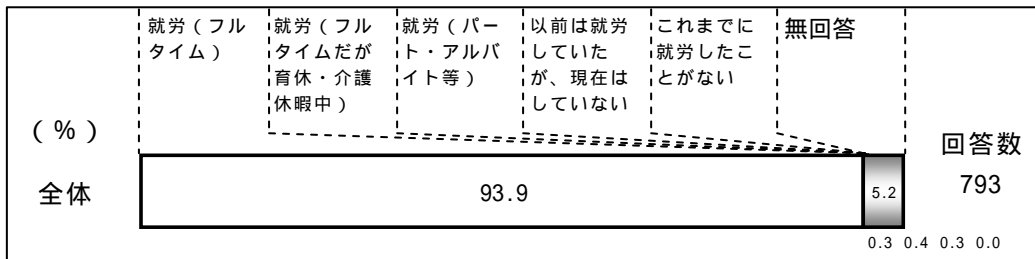 就労（フル
タイム）
就労（フル
タイムだが
育休・介護
休暇中）
就労（パー
ト・アルバ
イト等）
以前は就労
していた
が、現在は
していない
これまでに
就労したこ
とがない
無回答
（%）
回答数
全体
93.9
5.2
793
0.3 0.4 0.3 0.0